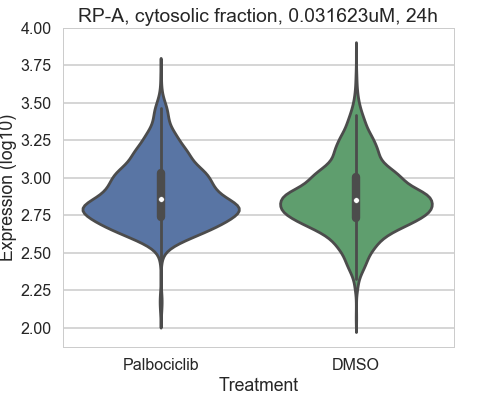 RP-A, cytosolic fraction, 0.031623uM, 24h
Expression (log10)
4.00
3.75
3.50
3.25
3.00
2.75
2.50
2.25
2.00
Palbociclib
DMSO
Treatment